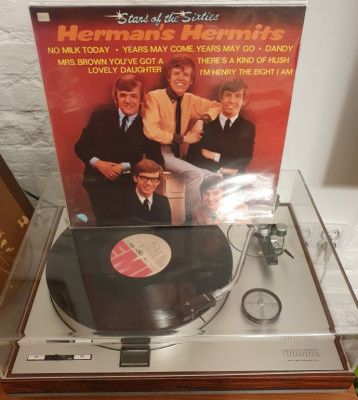 Stars of the Sixties
Herman's Hermits
NO MILK TODAY • YEARS MAY COME, YEARS MAY GO • DANDY
MRS. BROWN YOU'VE GOT A THERE'S A KIND OF HUSH
LOVELY DAUGHTER I'M HENRY THE EIGHT I AM